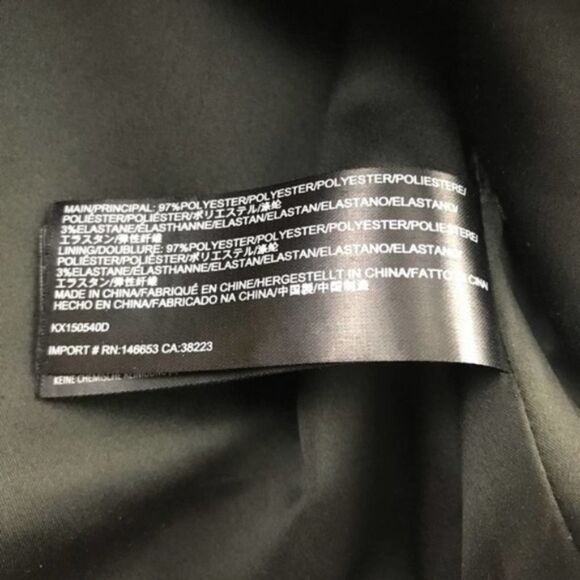 MAIN/PRINCIPAL: 97%POLYESTER/POLYESTER/POLYESTER/POLIESTERE/
POLIÉSTER/POLIÉSTER/ポリエステル/涤纶
3%ELASTANE/ÉLASTHANNE/ELASTAN/ELASTAN/ELASTANO/ELASTANO/
エラスタン/弹性纤维
LINING/DOUBLURE: 97%POLYESTER/POLYESTER/POLYESTER/POLIESTERE/
POLIÉSTER/POLIÉSTER/ポリエステル/涤纶
3%ELASTANE/ÉLASTHANNE/ELASTAN/ELASTAN/ELASTANO/ELASTANO/
エラスタン/弹性纤维
MADE IN CHINA/FABRIQUÉ EN CHINE/HERGESTELLT IN CHINA/FATTO IN CINA/
HECHO EN CHINA/FABRICADO NA CHINA/中国製/中国制造
KX150540D
IMPORT # RN:146653 CA:38223
KEINE CHEMISCHE